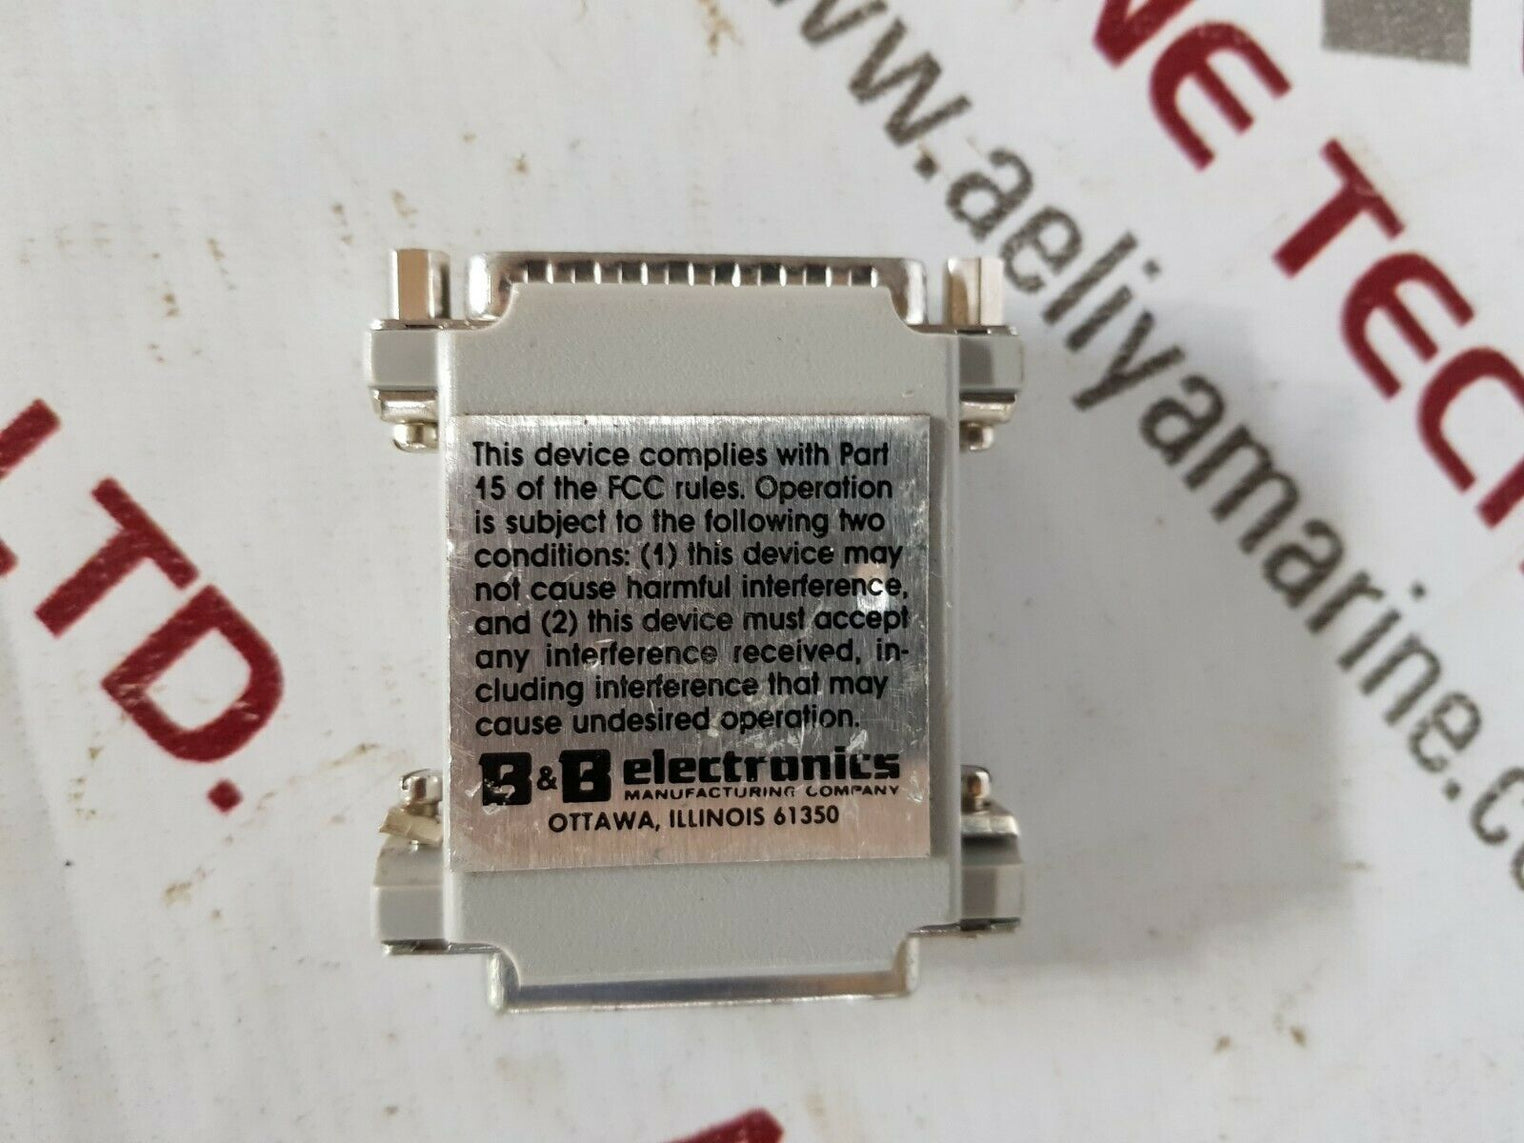 This device complies with Part
15 of the FCC rules. Operation
is subject to the following two
conditions: (1) this device may
not cause harmful interference,
and (2) this device must accept
any interference received, in-
cluding interference that may
cause undesired operation.
B&B electronics
MANUFACTURING COMPANY
OTTAWA, ILLINOIS 61350
NE TECH
www.aeliyamarine.co
LTD.